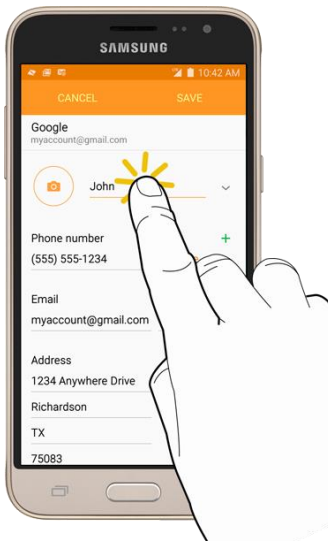 SAMSUNG
10:42 AM
CANCEL SAVE
Google
myaccount@gmail.com
John
Phone number
(555) 555-1234
Email
myaccount@gmail.com
Address
1234 Anywhere Drive
Richardson
TX
75083